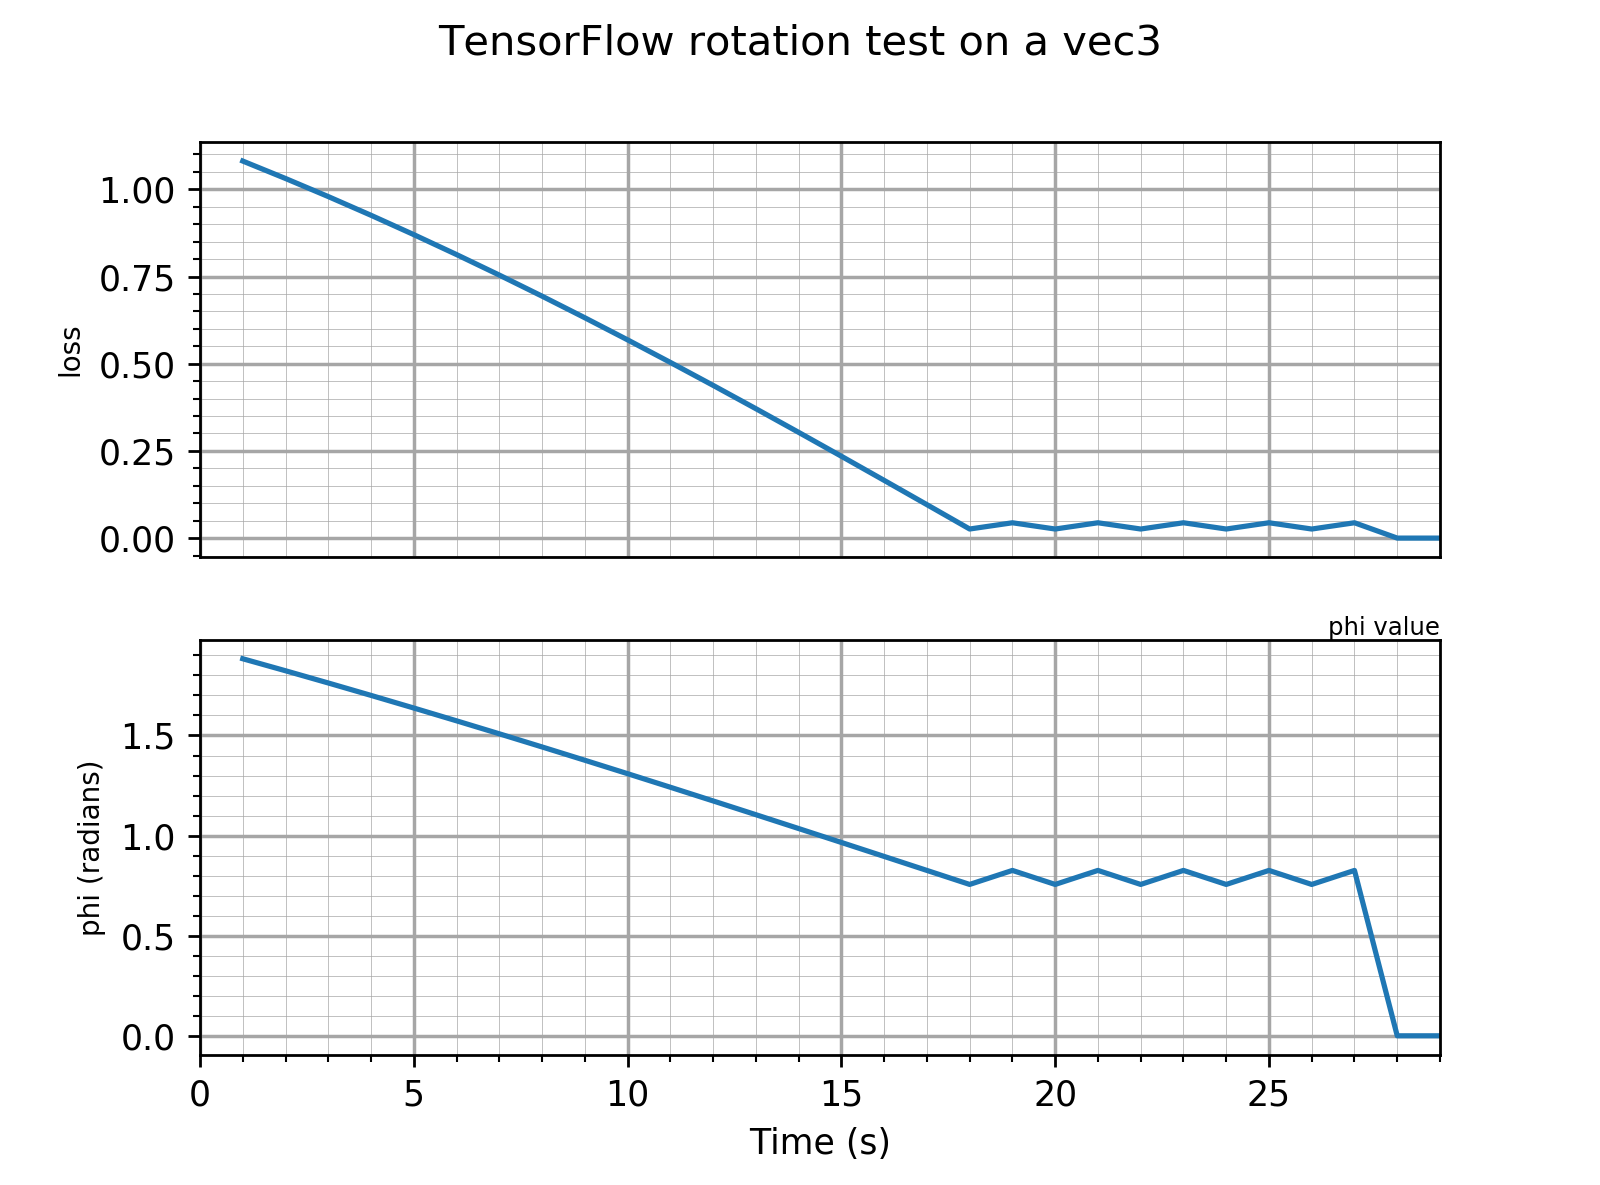 TensorFlow rotation test on a vec3
1.00
0.75
0.50
0.25
0.00
loss
phi value
1.5
1.0
0.5
0.0
phi (radians)
0 5 10 15 20 25
Time (s)